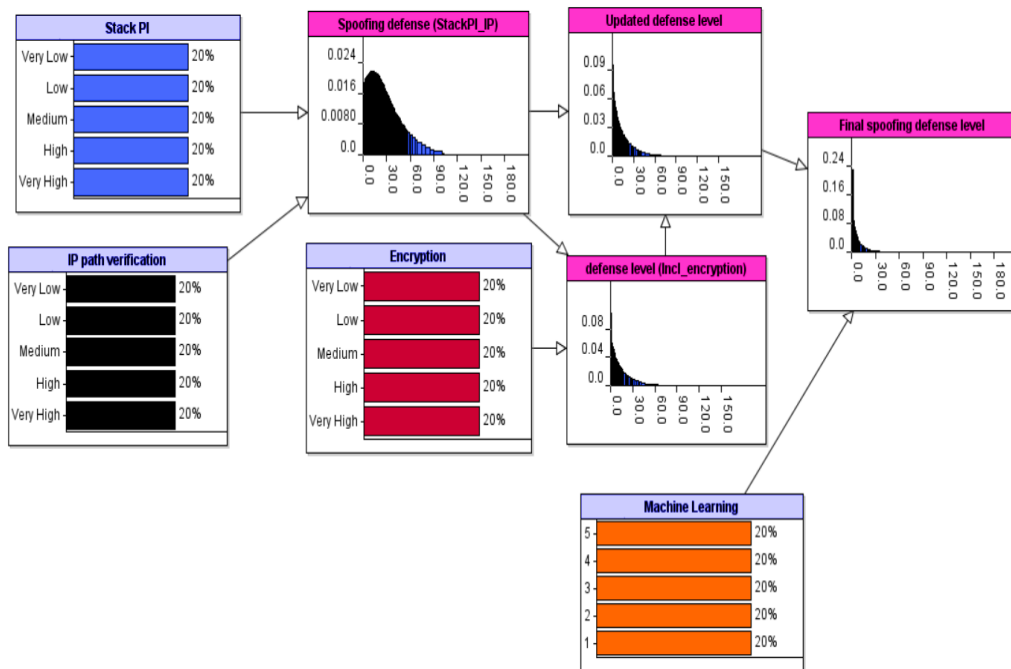 Stack PI
Very Low 20%
Low 20%
Medium 20%
High 20%
Very High 20%
Spoofing defense (StackPI_IP)
0.024
0.016
0.0080
0.0
0.0 30.0 60.0 90.0 120.0 150.0 180.0
Updated defense level
0.09
0.06
0.03
0.0
0.0 30.0 60.0 90.0 120.0 150.0
Final spoofing defense level
0.24
0.16
0.08
0.0
0.0 30.0 60.0 90.0 120.0 150.0 180.0
IP path verification
Very Low 20%
Low 20%
Medium 20%
High 20%
Very High 20%
Encryption
Very Low 20%
Low 20%
Medium 20%
High 20%
Very High 20%
defense level (Incl_encryption)
0.08
0.04
0.0
0.0 30.0 60.0 90.0 120.0 150.0
Machine Learning
5 20%
4 20%
3 20%
2 20%
1 20%